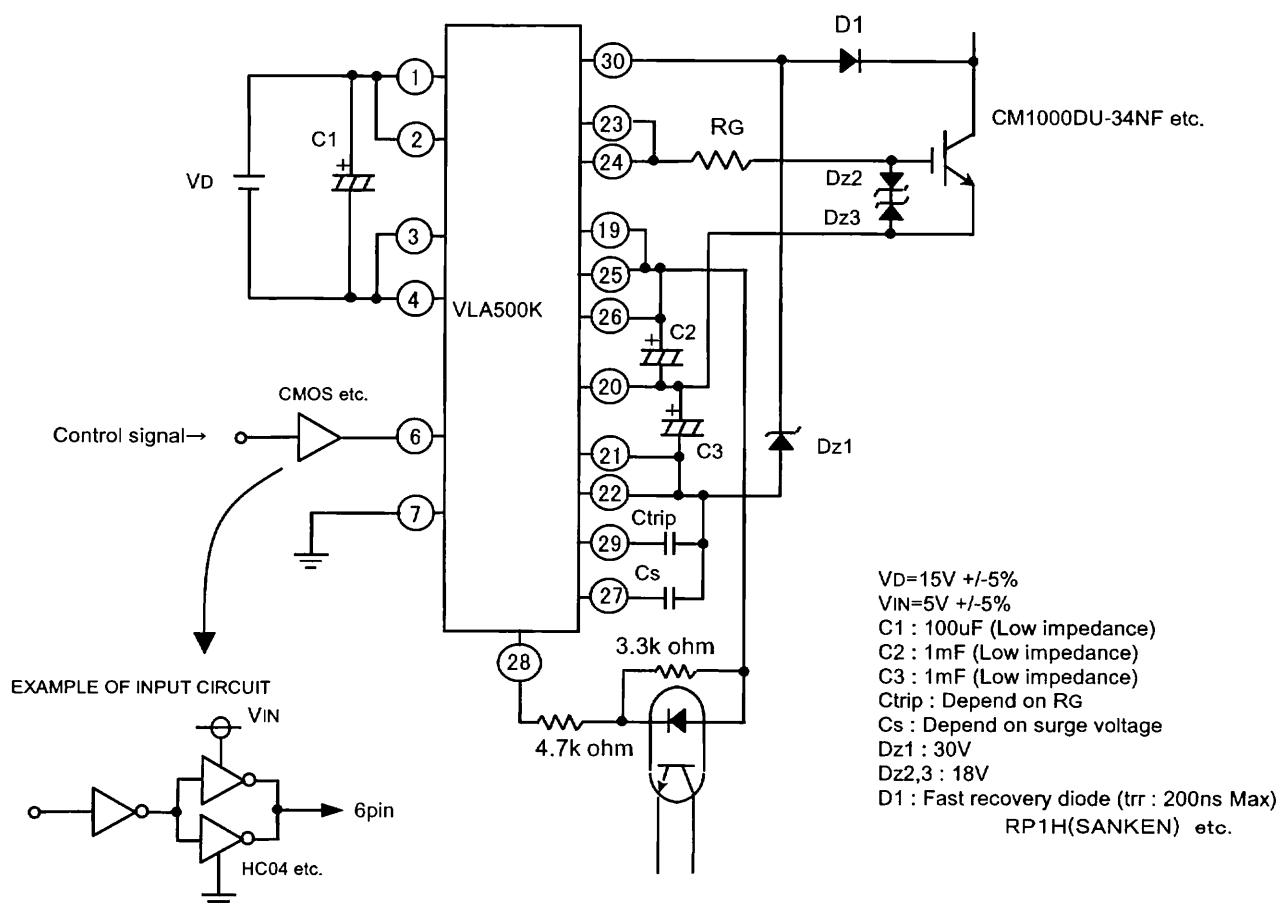 D1
1
30
CM1000DU-34NF etc.
C1
2
23
RG
24
+
VD
Dz2
Dz3
3
19
25
4
VLA500K
26
+
C2
20
CMOS etc.
+
Control signal→
6
21
C3
Dz1
22
7
Ctrip
29
Cs
27
VD=15V +/-5%
VIN=5V +/-5%
C1 : 100uF (Low impedance)
C2 : 1mF (Low impedance)
C3 : 1mF (Low impedance)
Ctrip : Depend on RG
Cs : Depend on surge voltage
Dz1 : 30V
Dz2,3 : 18V
D1 : Fast recovery diode (trr : 200ns Max)
RP1H(SANKEN) etc.
28
3.3k ohm
4.7k ohm
EXAMPLE OF INPUT CIRCUIT
VIN
6pin
HC04 etc.